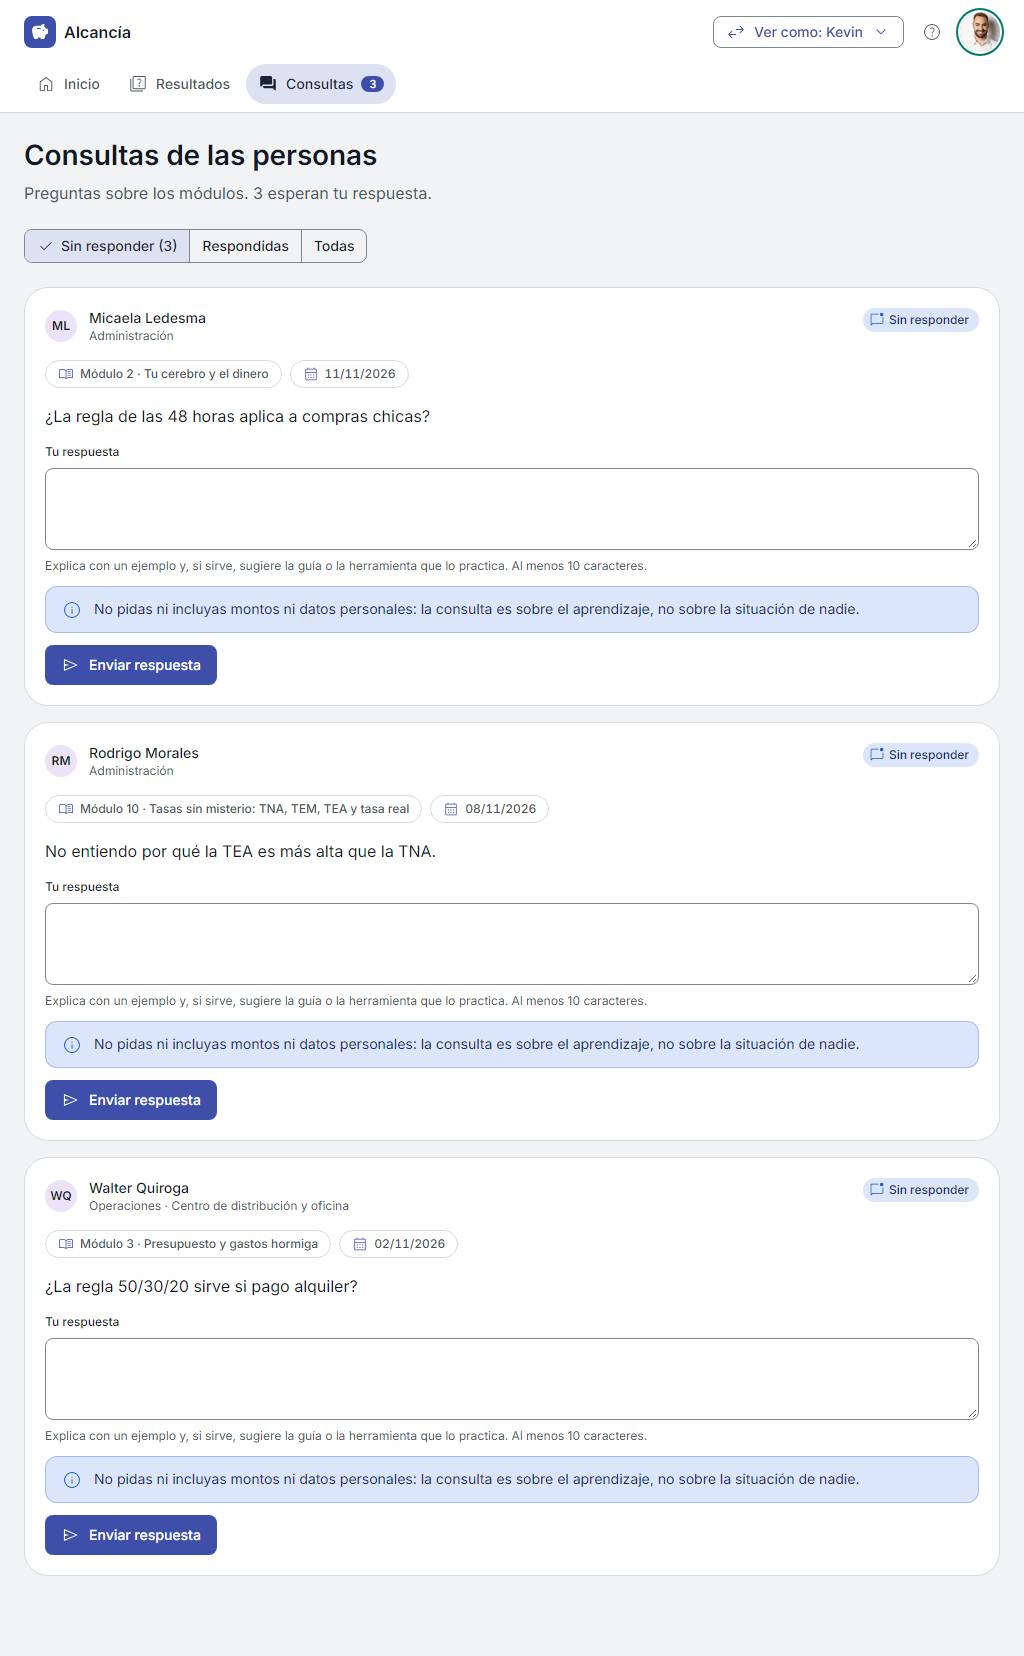 Alcancía
Ver como: Kevin
Inicio
Resultados
Consultas 3
Consultas de las personas
Preguntas sobre los módulos. 3 esperan tu respuesta.
Sin responder (3)
Respondidas
Todas
ML
Micaela Ledesma
Administración
Sin responder
Módulo 2 · Tu cerebro y el dinero
11/11/2026
¿La regla de las 48 horas aplica a compras chicas?
Tu respuesta
Explica con un ejemplo y, si sirve, sugiere la guía o la herramienta que lo practica. Al menos 10 caracteres.
No pidas ni incluyas montos ni datos personales: la consulta es sobre el aprendizaje, no sobre la situación de nadie.
Enviar respuesta
RM
Rodrigo Morales
Administración
Sin responder
Módulo 10 · Tasas sin misterio: TNA, TEM, TEA y tasa real
08/11/2026
No entiendo por qué la TEA es más alta que la TNA.
Tu respuesta
Explica con un ejemplo y, si sirve, sugiere la guía o la herramienta que lo practica. Al menos 10 caracteres.
No pidas ni incluyas montos ni datos personales: la consulta es sobre el aprendizaje, no sobre la situación de nadie.
Enviar respuesta
WQ
Walter Quiroga
Operaciones · Centro de distribución y oficina
Sin responder
Módulo 3 · Presupuesto y gastos hormiga
02/11/2026
¿La regla 50/30/20 sirve si pago alquiler?
Tu respuesta
Explica con un ejemplo y, si sirve, sugiere la guía o la herramienta que lo practica. Al menos 10 caracteres.
No pidas ni incluyas montos ni datos personales: la consulta es sobre el aprendizaje, no sobre la situación de nadie.
Enviar respuesta